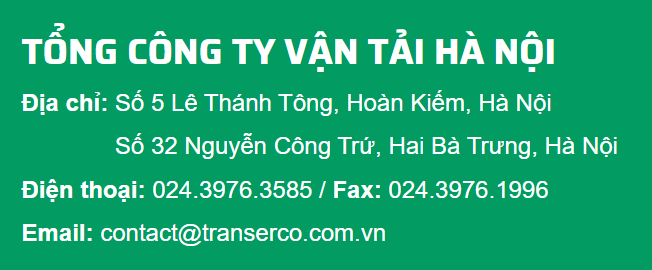 TỔNG CÔNG TY VẬN TẢI HÀ NỘI
Địa chỉ: Số 5 Lê Thánh Tông, Hoàn Kiếm, Hà Nội
Số 32 Nguyễn Công Trứ, Hai Bà Trưng, Hà Nội
Điện thoại: 024.3976.3585 / Fax: 024.3976.1996
Email: contact@transerco.com.vn